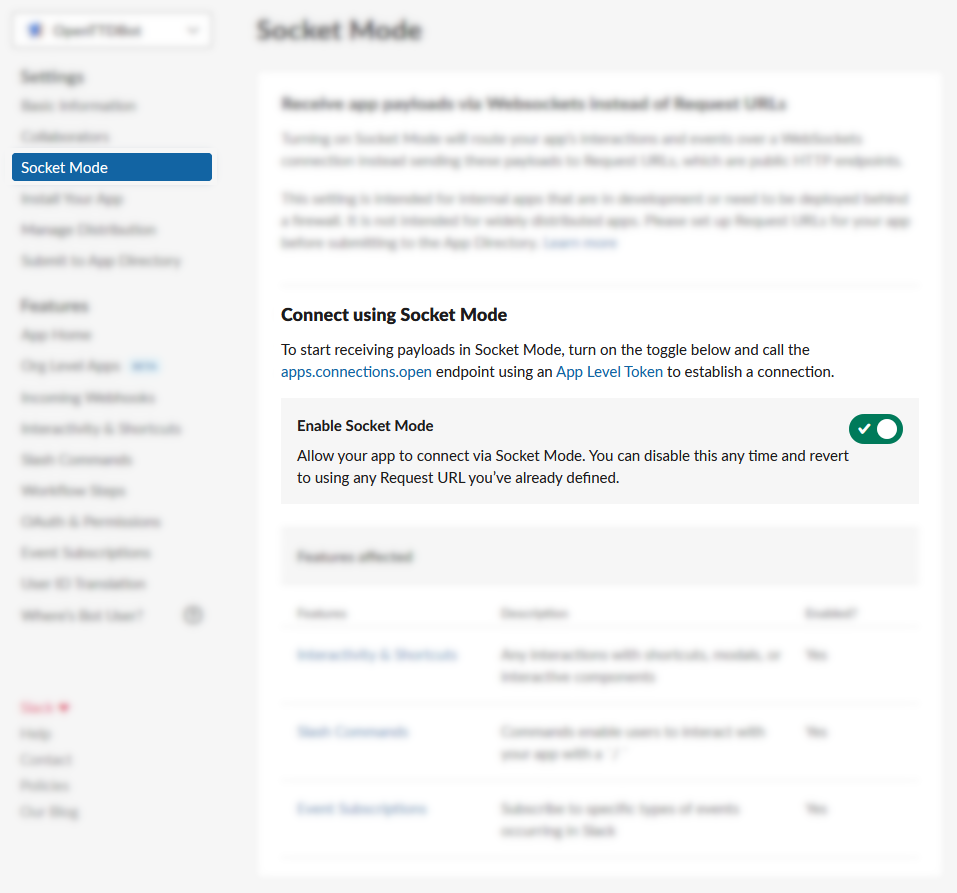 OpenTTDBot
Socket Mode
Settings
Basic Information
Collaborators
Socket Mode
Install Your App
Manage Distribution
Submit to App Directory
Features
App Home
Org Level Apps BETA
Incoming Webhooks
Interactivity & Shortcuts
Slash Commands
Workflow Steps
OAuth & Permissions
Event Subscriptions
User ID Translation
Where's Bot User?
Slack ♥
Help
Contact
Policies
Our Blog
Receive app payloads via Websockets instead of Request URLs
Turning on Socket Mode will route your app's interactions and events over a WebSockets
connection instead sending these payloads to Request URLs, which are public HTTP endpoints.
This setting is intended for internal apps that are in development or need to be deployed behind
a firewall. It is not intended for widely distributed apps. Please set up Request URLs for your app
before submitting to the App Directory. Learn more
Connect using Socket Mode
To start receiving payloads in Socket Mode, turn on the toggle below and call the
apps.connections.open endpoint using an App Level Token to establish a connection.
Enable Socket Mode
Allow your app to connect via Socket Mode. You can disable this any time and revert
to using any Request URL you’ve already defined.
Features affected
Features Description Enabled?
Interactivity & Shortcuts Any interactions with shortcuts, modals, or Yes
interactive components
Slash Commands Commands enable users to interact with Yes
your app with a `/`
Event Subscriptions Subscribe to specific types of events Yes
occurring in Slack